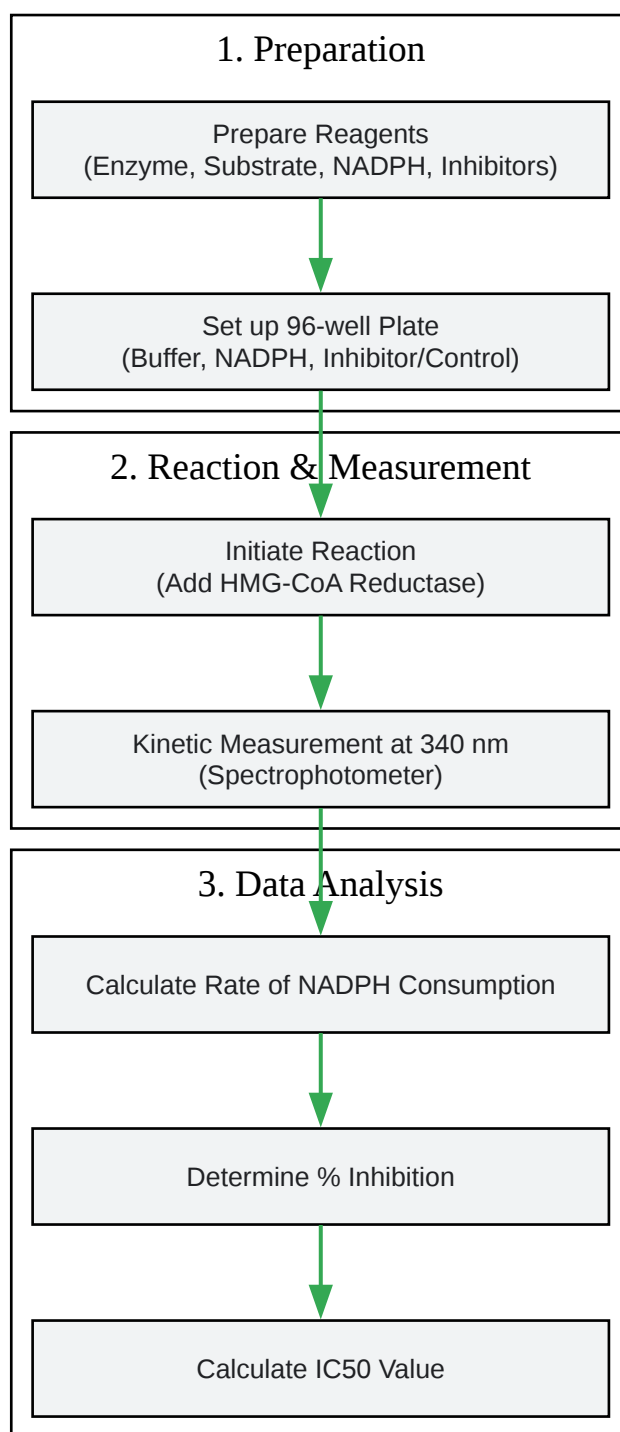 1. Preparation
Prepare Reagents
(Enzyme, Substrate, NADPH, Inhibitors)
Set up 96-well Plate
(Buffer, NADPH, Inhibitor/Control)
2. Reaction & Measurement
Initiate Reaction
(Add HMG-CoA Reductase)
Kinetic Measurement at 340 nm
(Spectrophotometer)
3. Data Analysis
Calculate Rate of NADPH Consumption
Determine % Inhibition
Calculate IC50 Value